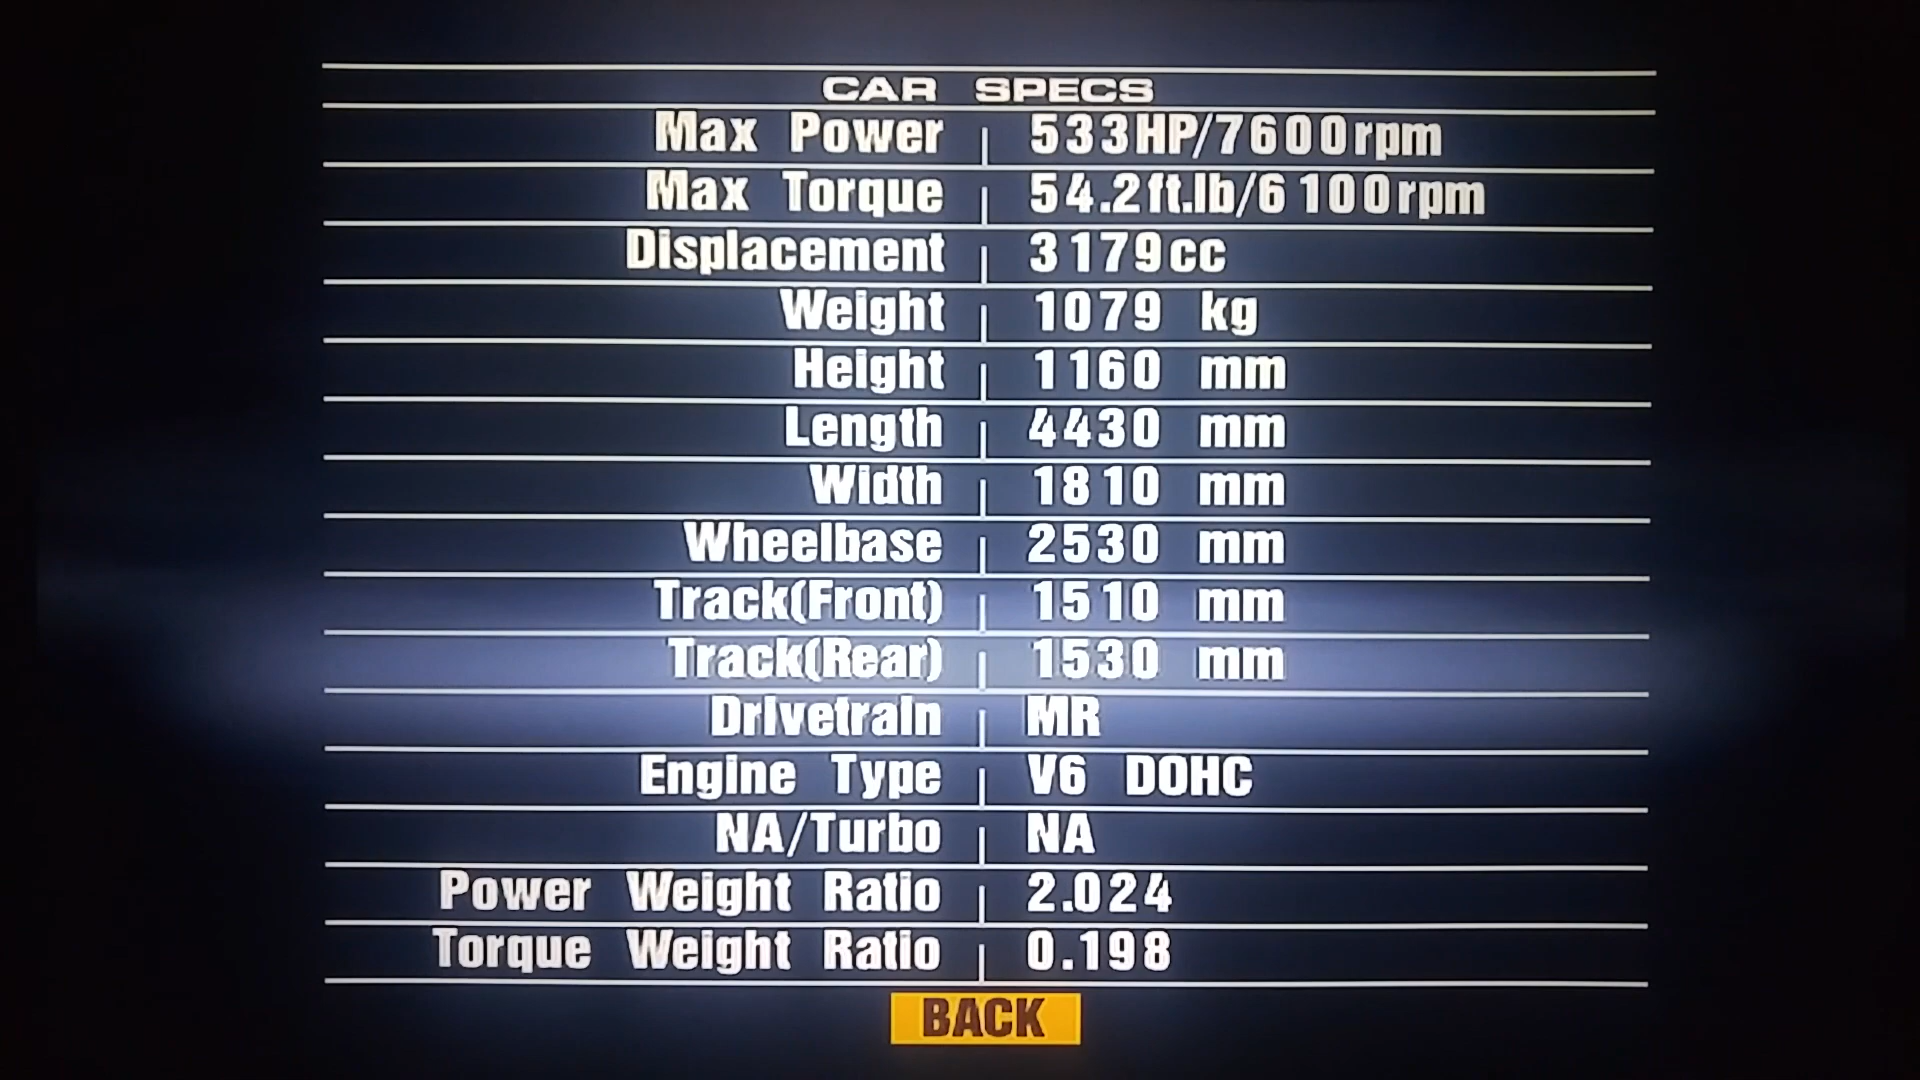 CAR SPECS
Max Power 533HP/7600rpm
Max Torque 54.2ft.lb/6100rpm
Displacement 3179cc
Weight 1079 kg
Height 1160 mm
Length 4430 mm
Width 1810 mm
Wheelbase 2530 mm
Track(Front) 1510 mm
Track(Rear) 1530 mm
Drivetrain MR
Engine Type V6 DOHC
NA/Turbo NA
Power Weight Ratio 2.024
Torque Weight Ratio 0.198
BACK